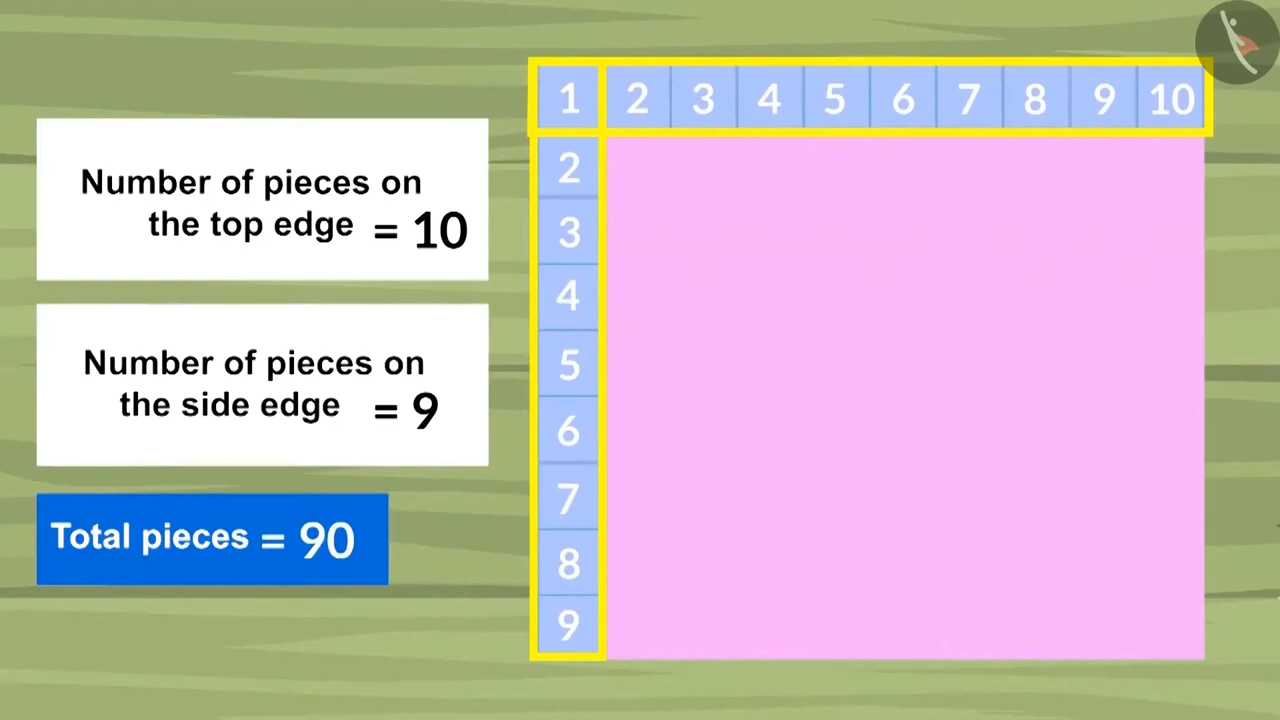 Number of pieces on
the top edge = 10
Number of pieces on
the side edge = 9
Total pieces = 90
1 2 3 4 5 6 7 8 9 10
2
3
4
5
6
7
8
9